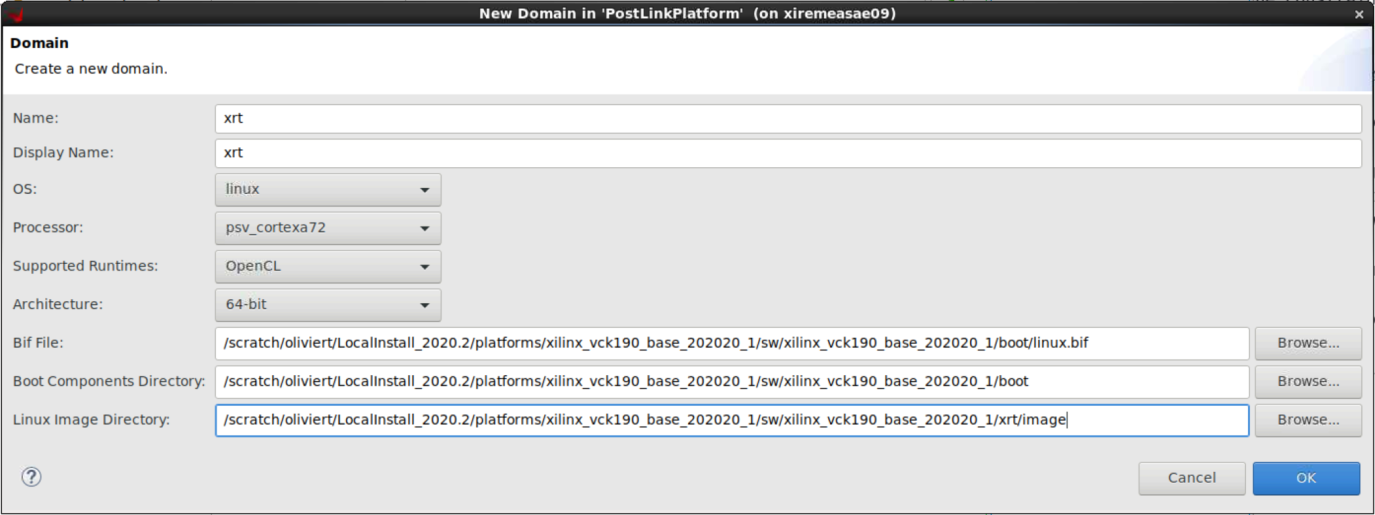 New Domain in 'PostLinkPlatform' (on xiremeasae09)
Domain
Create a new domain.
Name: xrt
Display Name: xrt
OS: linux
Processor: psv_cortexa72
Supported Runtimes: OpenCL
Architecture: 64-bit
Bif File: /scratch/oliviert/LocalInstall_2020.2/platforms/xilinx_vck190_base_202020_1/sw/xilinx_vck190_base_202020_1/boot/linux.bif Browse...
Boot Components Directory: /scratch/oliviert/LocalInstall_2020.2/platforms/xilinx_vck190_base_202020_1/sw/xilinx_vck190_base_202020_1/boot Browse...
Linux Image Directory: /scratch/oliviert/LocalInstall_2020.2/platforms/xilinx_vck190_base_202020_1/sw/xilinx_vck190_base_202020_1/xrt/image Browse...
Cancel OK